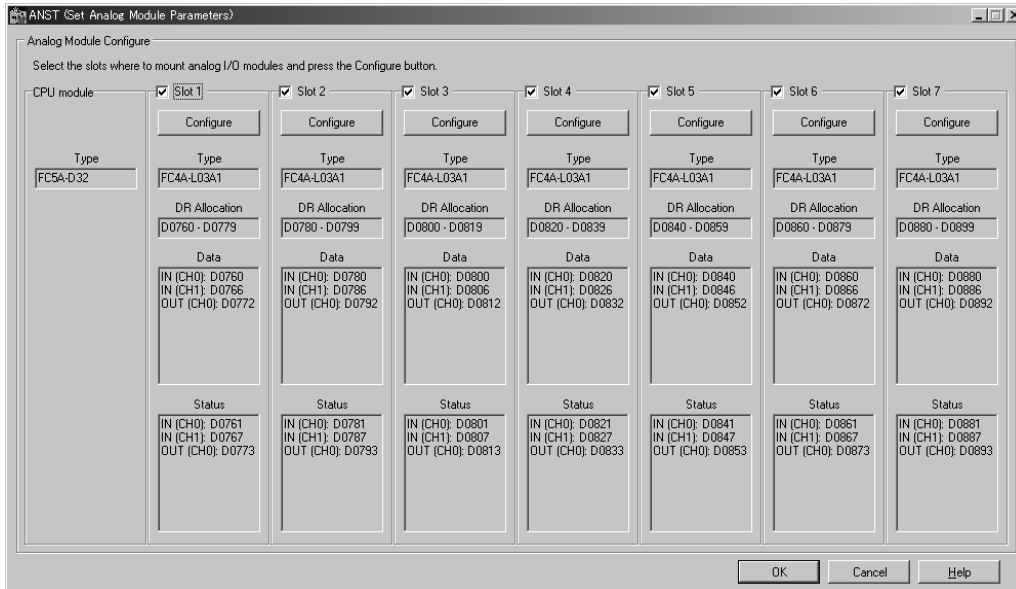 ANST (Set Analog Module Parameters)
Analog Module Configure
Select the slots where to mount analog I/O modules and press the Configure button.
CPU module
Type
FC5A-D32
Slot 1
Configure
Type
FC4A-L03A1
DR Allocation
D0760 - D0779
Data
IN (CH0): D0760
IN (CH1): D0766
OUT (CH0): D0772
Status
IN (CH0): D0761
IN (CH1): D0767
OUT (CH0): D0773
Slot 2
Configure
Type
FC4A-L03A1
DR Allocation
D0780 - D0799
Data
IN (CH0): D0780
IN (CH1): D0786
OUT (CH0): D0792
Status
IN (CH0): D0781
IN (CH1): D0787
OUT (CH0): D0793
Slot 3
Configure
Type
FC4A-L03A1
DR Allocation
D0800 - D0819
Data
IN (CH0): D0800
IN (CH1): D0806
OUT (CH0): D0812
Status
IN (CH0): D0801
IN (CH1): D0807
OUT (CH0): D0813
Slot 4
Configure
Type
FC4A-L03A1
DR Allocation
D0820 - D0839
Data
IN (CH0): D0820
IN (CH1): D0826
OUT (CH0): D0832
Status
IN (CH0): D0821
IN (CH1): D0827
OUT (CH0): D0833
Slot 5
Configure
Type
FC4A-L03A1
DR Allocation
D0840 - D0859
Data
IN (CH0): D0840
IN (CH1): D0846
OUT (CH0): D0852
Status
IN (CH0): D0841
IN (CH1): D0847
OUT (CH0): D0853
Slot 6
Configure
Type
FC4A-L03A1
DR Allocation
D0860 - D0879
Data
IN (CH0): D0860
IN (CH1): D0866
OUT (CH0): D0872
Status
IN (CH0): D0861
IN (CH1): D0867
OUT (CH0): D0873
Slot 7
Configure
Type
FC4A-L03A1
DR Allocation
D0880 - D0899
Data
IN (CH0): D0880
IN (CH1): D0886
OUT (CH0): D0892
Status
IN (CH0): D0881
IN (CH1): D0887
OUT (CH0): D0893
OK
Cancel
Help